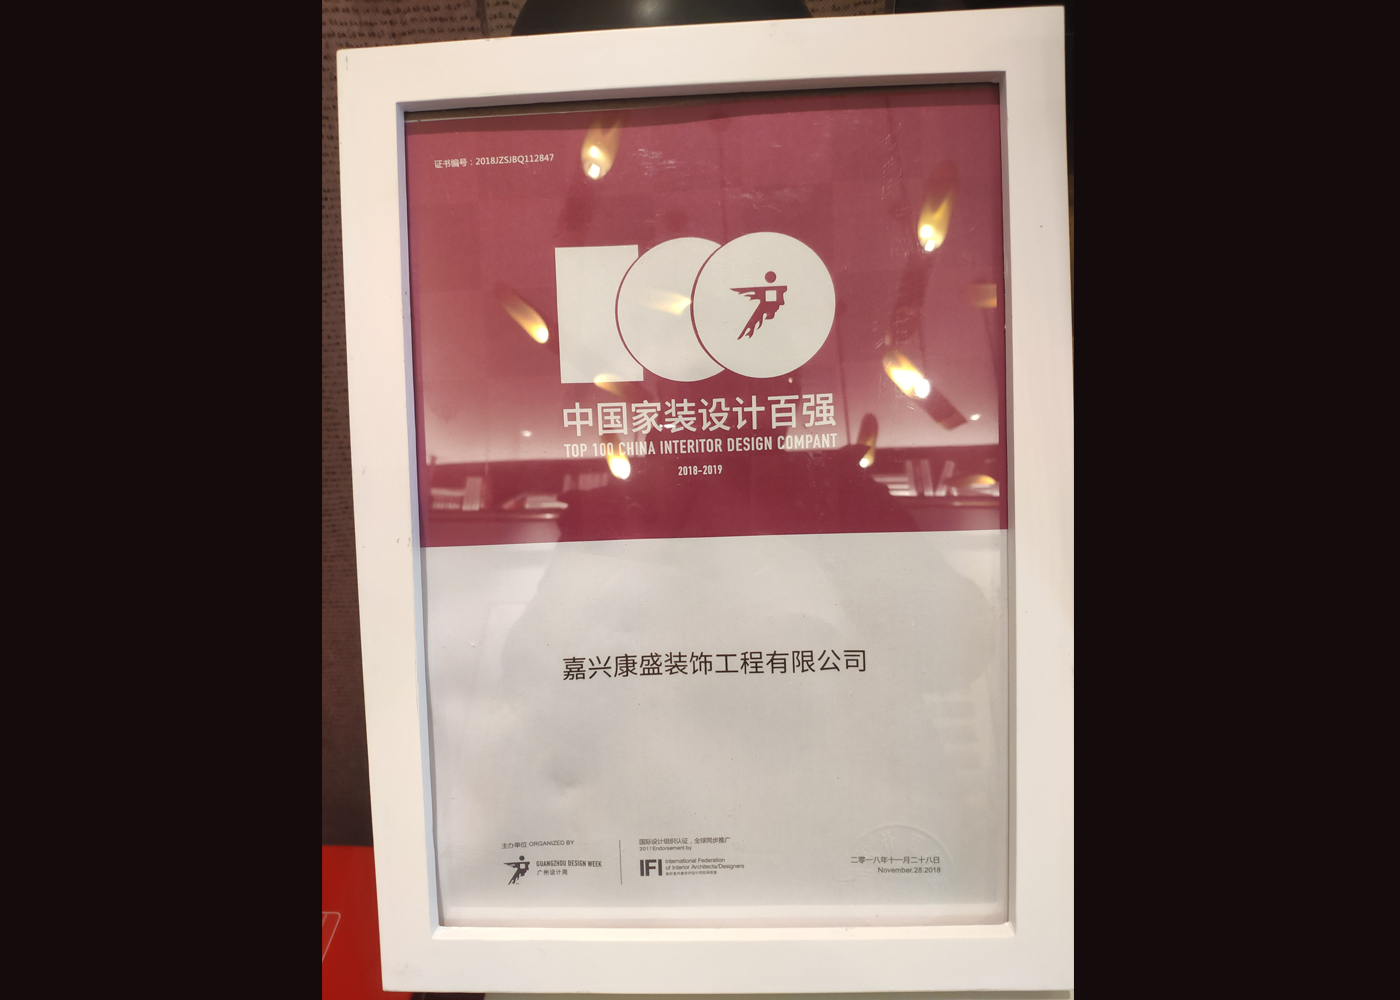 证书编号：2018JZSJBQ112847
中国家装设计百强
TOP 100 CHINA INTERITOR DESIGN COMPANT
2018-2019
嘉兴康盛装饰工程有限公司
主办单位 ORGANIZED BY
GUANGZHOU DESIGN WEEK
广州设计周
国际设计组织认证，全球同步推广
2017 Endorsement by
IFI
International Federation
of Interior Architects/Designers
二零一八年十一月二十八日
November.28.2018